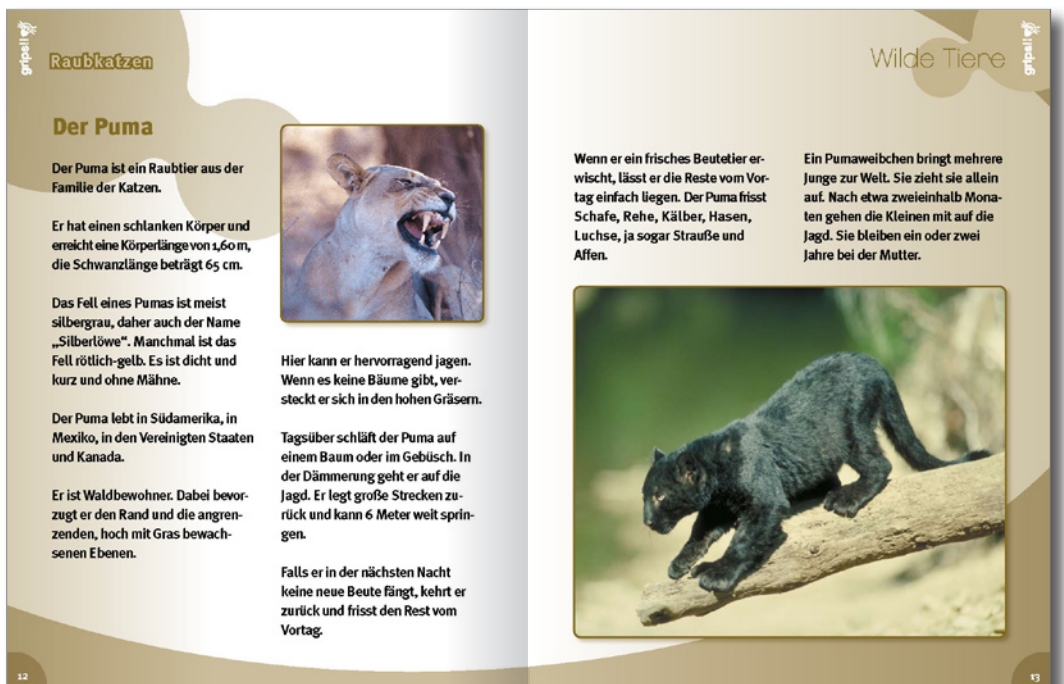 grips!
Raubkatzen
Der Puma
Der Puma ist ein Raubtier aus der
Familie der Katzen.
Er hat einen schlanken Körper und
erreicht eine Körperlänge von 1,60 m,
die Schwanzlänge beträgt 65 cm.
Das Fell eines Pumas ist meist
silbergrau, daher auch der Name
„Silberlöwe“. Manchmal ist das
Fell rötlich-gelb. Es ist dicht und
kurz und ohne Mähne.
Der Puma lebt in Südamerika, in
Mexiko, in den Vereinigten Staaten
und Kanada.
Er ist Waldbewohner. Dabei bevor-
zugt er den Rand und die angren-
zenden, hoch mit Gras bewach-
senen Ebenen.
Hier kann er hervorragend jagen.
Wenn es keine Bäume gibt, ver-
steckt er sich in den hohen Gräsern.
Tagsüber schläft der Puma auf
einem Baum oder im Gebüsch. In
der Dämmerung geht er auf die
Jagd. Er legt große Strecken zu-
rück und kann 6 Meter weit sprin-
gen.
Falls er in der nächsten Nacht
keine neue Beute fängt, kehrt er
zurück und frisst den Rest vom
Vortag.
12
Wilde Tiere
grips!
Wenn er ein frisches Beutetier er-
wischt, lässt er die Reste vom Vor-
tag einfach liegen. Der Puma frisst
Schafe, Rehe, Kälber, Hasen,
Luchse, ja sogar Strauße und
Affen.
Ein Pumaweibchen bringt mehrere
Junge zur Welt. Sie zieht sie allein
auf. Nach etwa zweieinhalb Mona-
ten gehen die Kleinen mit auf die
Jagd. Sie bleiben ein oder zwei
Jahre bei der Mutter.
13